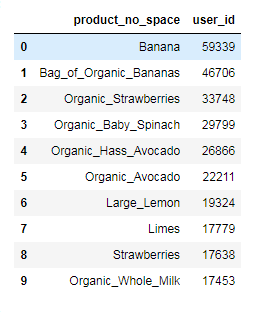 product_no_space user_id
0 Banana 59339
1 Bag_of_Organic_Bananas 46706
2 Organic_Strawberries 33748
3 Organic_Baby_Spinach 29799
4 Organic_Hass_Avocado 26866
5 Organic_Avocado 22211
6 Large_Lemon 19324
7 Limes 17779
8 Strawberries 17638
9 Organic_Whole_Milk 17453